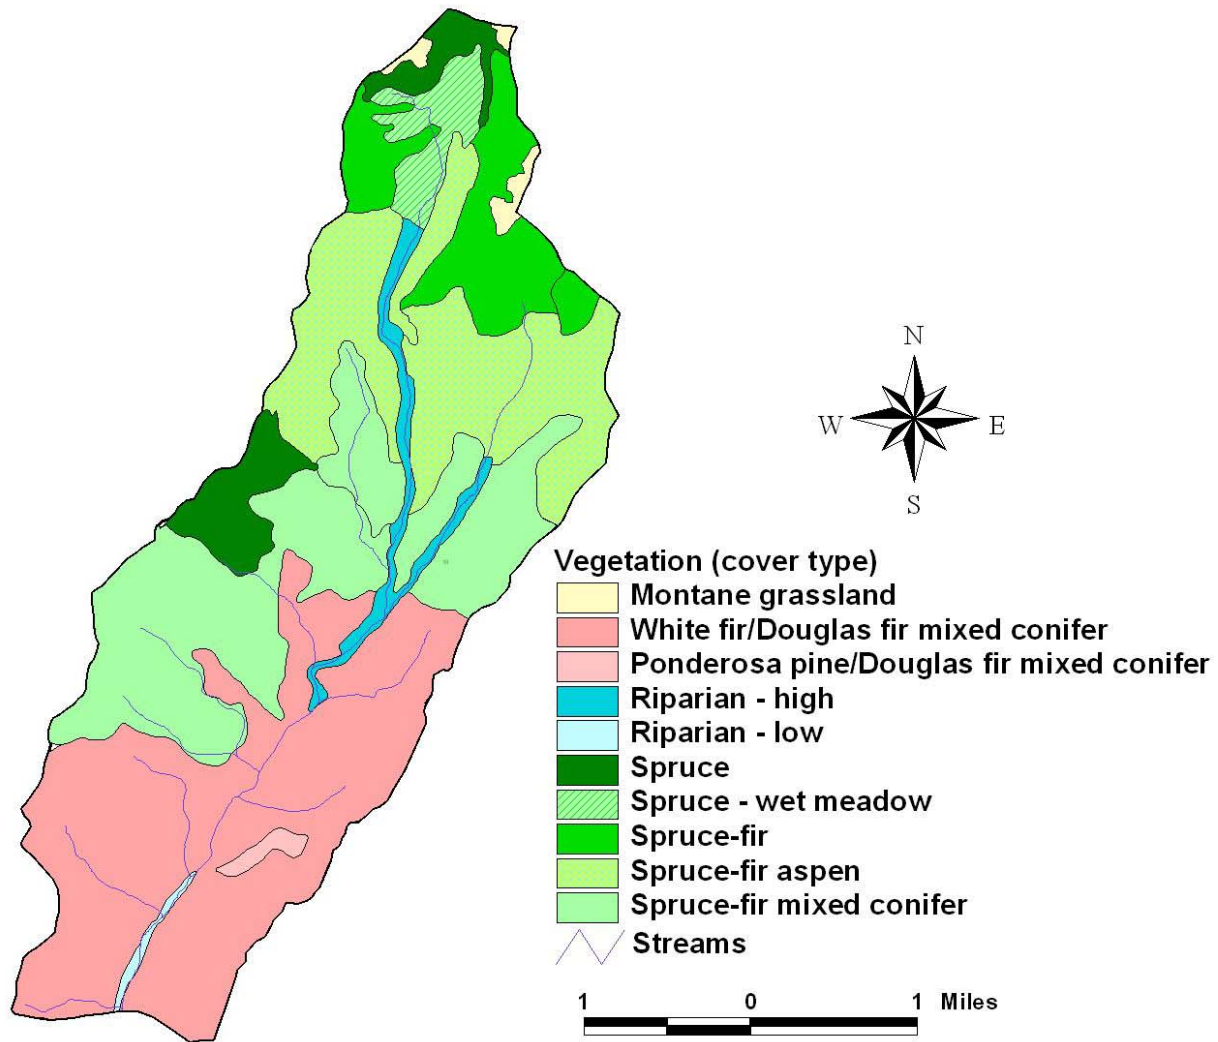 N
W E
S
Vegetation (cover type)
Montane grassland
White fir/Douglas fir mixed conifer
Ponderosa pine/Douglas fir mixed conifer
Riparian - high
Riparian - low
Spruce
Spruce - wet meadow
Spruce-fir
Spruce-fir aspen
Spruce-fir mixed conifer
Streams
1 0 1 Miles